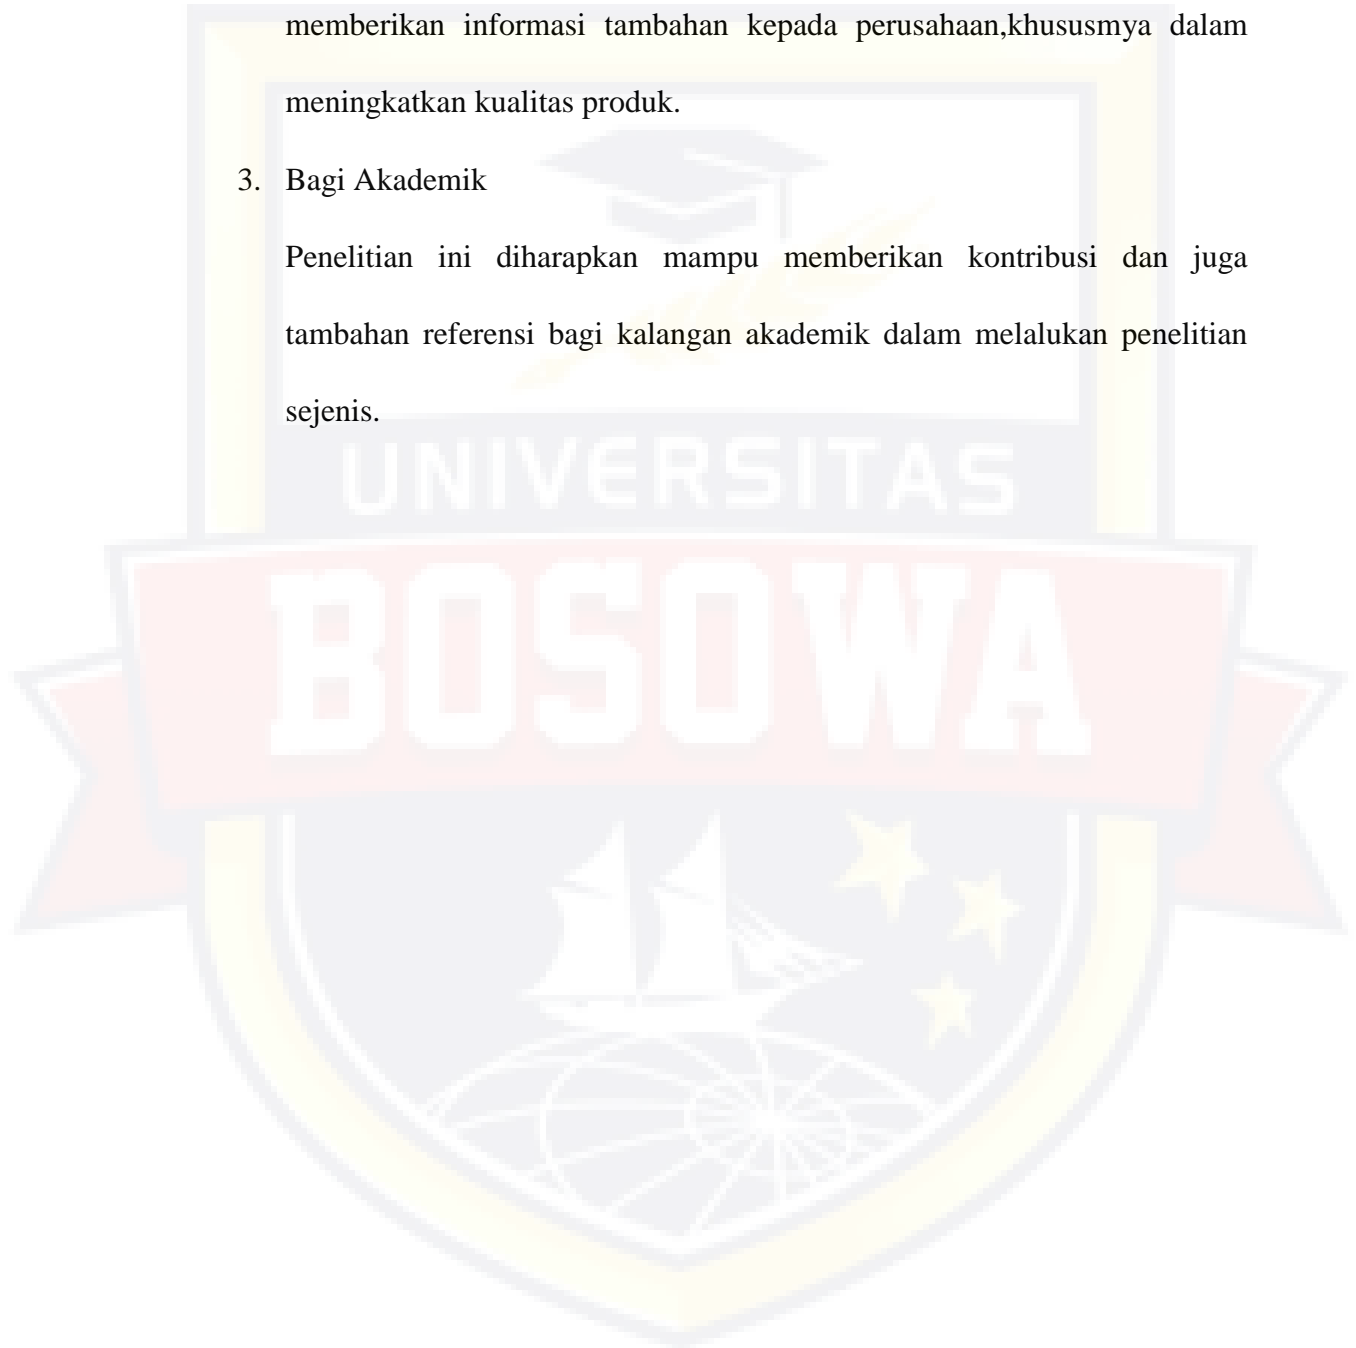 memberikan informasi tambahan kepada perusahaan,khususmya dalam
meningkatkan kualitas produk.
3. Bagi Akademik
Penelitian ini diharapkan mampu memberikan kontribusi dan juga
tambahan referensi bagi kalangan akademik dalam melalukan penelitian
sejenis.
UNIVERSITAS
BOSOWA